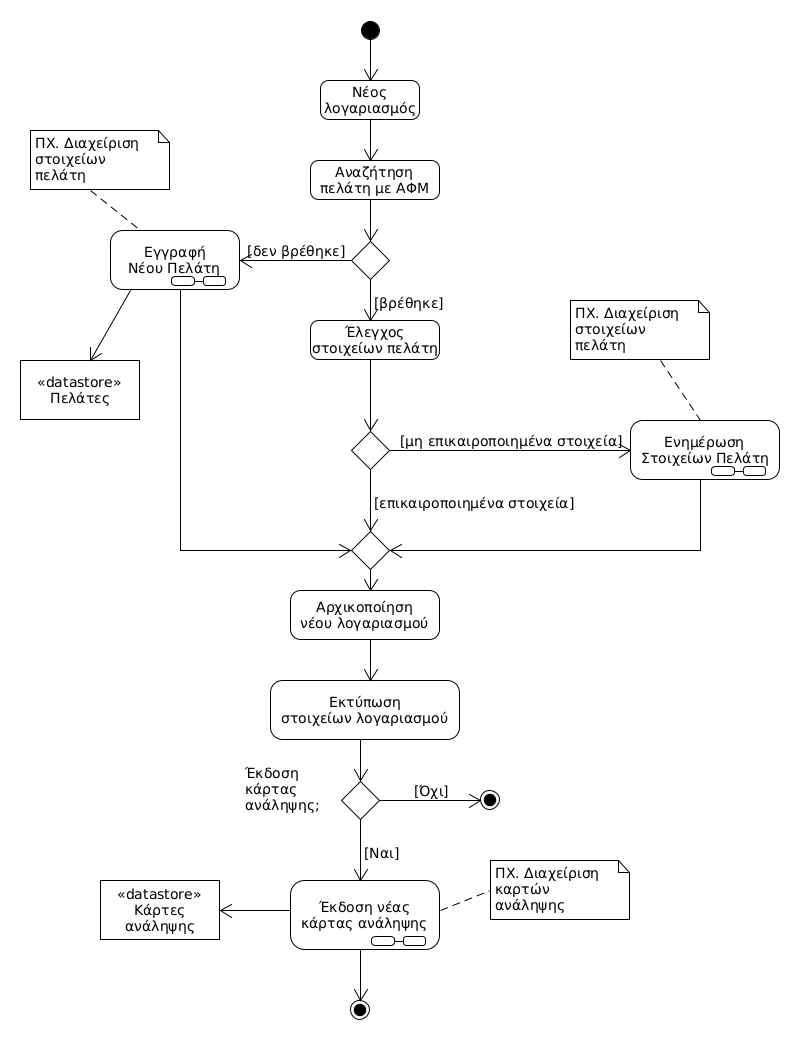 Νέος
λογαριασμός
ΠΧ. Διαχείριση
στοιχείων
πελάτη
Αναζήτηση
πελάτη με ΑΦΜ
Εγγραφή
Νέου Πελάτη
[δεν βρέθηκε]
[βρέθηκε]
ΠΧ. Διαχείριση
στοιχείων
πελάτη
Έλεγχος
στοιχείων πελάτη
«datastore»
Πελάτες
[μη επικαιροποιημένα στοιχεία]
Ενημέρωση
Στοιχείων Πελάτη
[επικαιροποιημένα στοιχεία]
Αρχικοποίηση
νέου λογαριασμού
Εκτύπωση
στοιχείων λογαριασμού
Έκδοση
κάρτας
ανάληψης;
[Όχι]
[Ναι]
«datastore»
Κάρτες
ανάληψης
Έκδοση νέας
κάρτας ανάληψης
ΠΧ. Διαχείριση
καρτών
ανάληψης